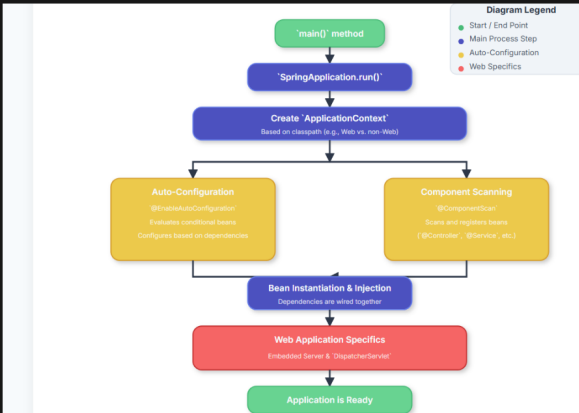 Diagram Legend
Start / End Point
Main Process Step
Auto-Configuration
Web Specifics
`main()` method
`SpringApplication.run()`
Create `ApplicationContext`
Based on classpath (e.g., Web vs. non-Web)
Auto-Configuration
`@EnableAutoConfiguration`
Evaluates conditional beans
Configures based on dependencies
Component Scanning
`@ComponentScan`
Scans and registers beans
(`@Controller`, `@Service`, etc.)
Bean Instantiation & Injection
Dependencies are wired together
Web Application Specifics
Embedded Server & `DispatcherServlet`
Application is Ready